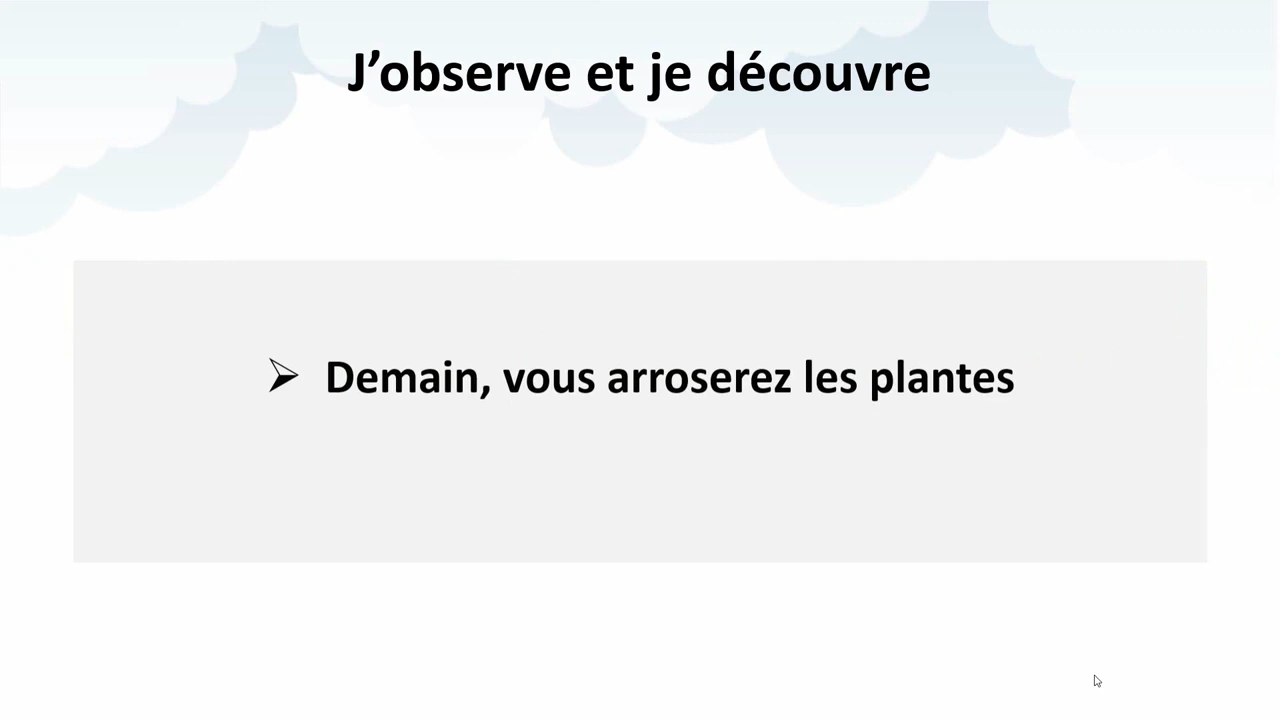 J’observe et je découvre
➢ Demain, vous arroserez les plantes